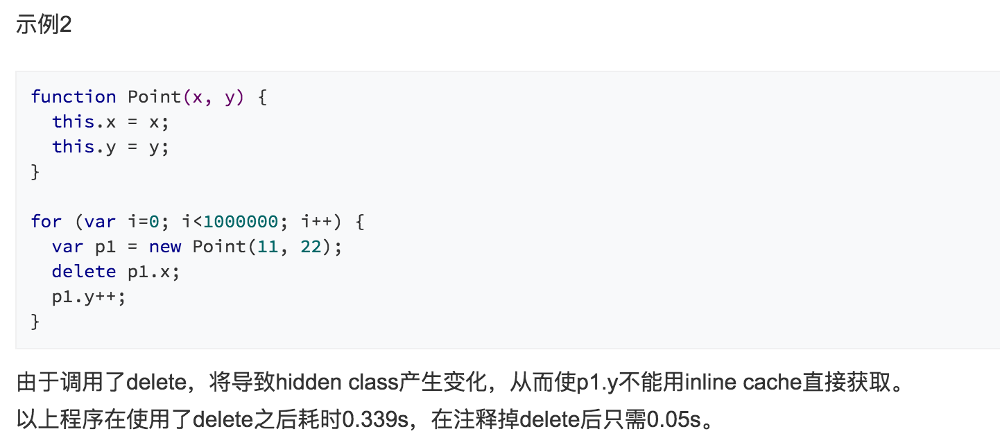 示例2
function Point(x, y) {
  this.x = x;
  this.y = y;
}
for (var i=0; i<1000000; i++) {
  var p1 = new Point(11, 22);
  delete p1.x;
  p1.y++;
}
由于调用了delete，将导致hidden class产生变化，从而使p1.y不能用inline cache直接获取。
以上程序在使用了delete之后耗时0.339s，在注释掉delete后只需0.05s。